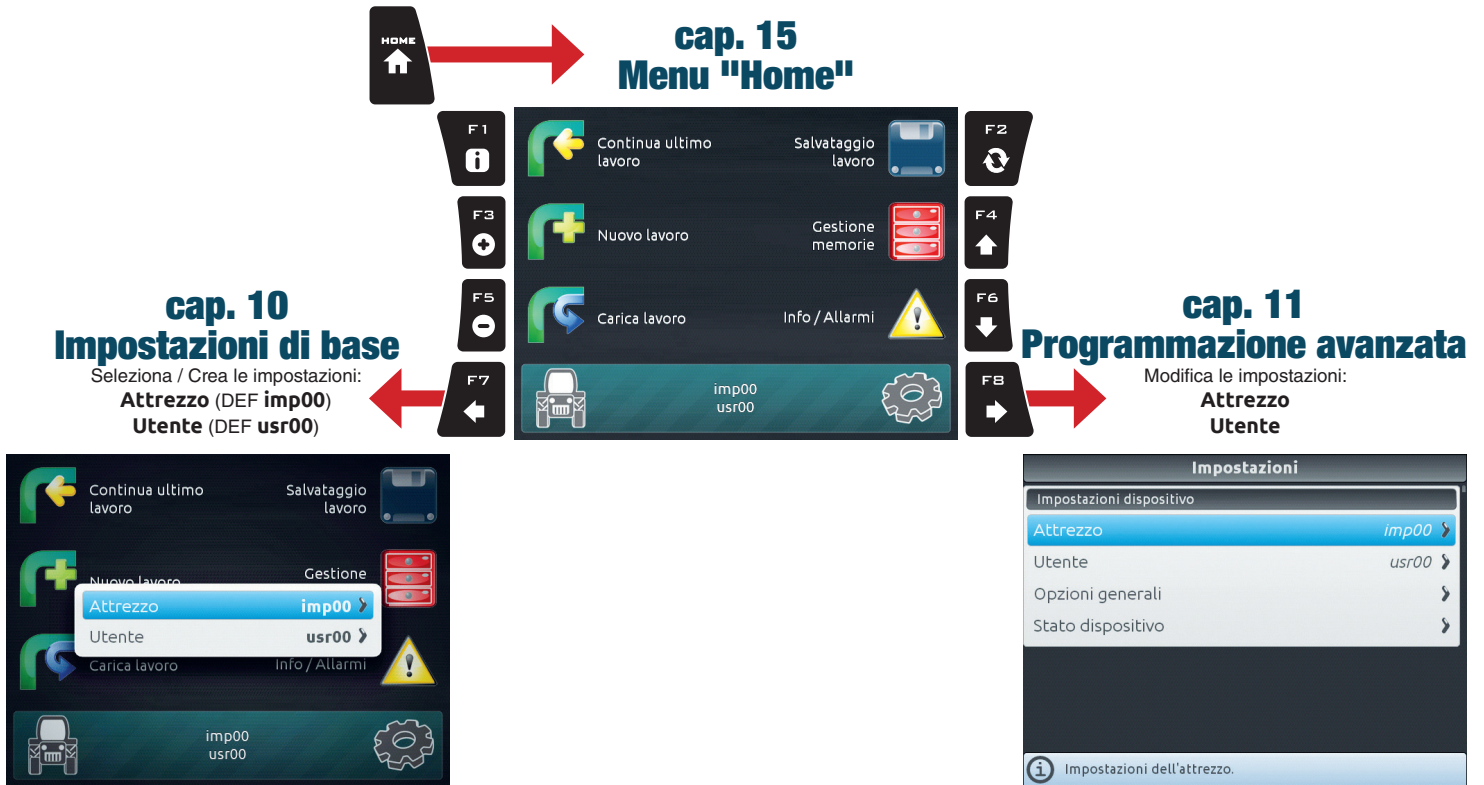 HOME
cap. 15
Menu "Home"
F1
Continua ultimo
lavoro
Salvataggio
lavoro
F2
F3
Nuovo lavoro
Gestione
memorie
F4
F5
Carica lavoro
Info / Allarmi
F6
F7
imp00
usr00
F8
cap. 10
Impostazioni di base
Seleziona / Crea le impostazioni:
Attrezzo (DEF imp00)
Utente (DEF usr00)
cap. 11
Programmazione avanzata
Modifica le impostazioni:
Attrezzo
Utente
Continua ultimo
lavoro
Salvataggio
lavoro
Nuovo lavoro
Gestione
Attrezzo imp00
Utente usr00
Carica lavoro
Info / Allarmi
imp00
usr00
Impostazioni
Impostazioni dispositivo
Attrezzo imp00
Utente usr00
Opzioni generali
Stato dispositivo
Impostazioni dell'attrezzo.